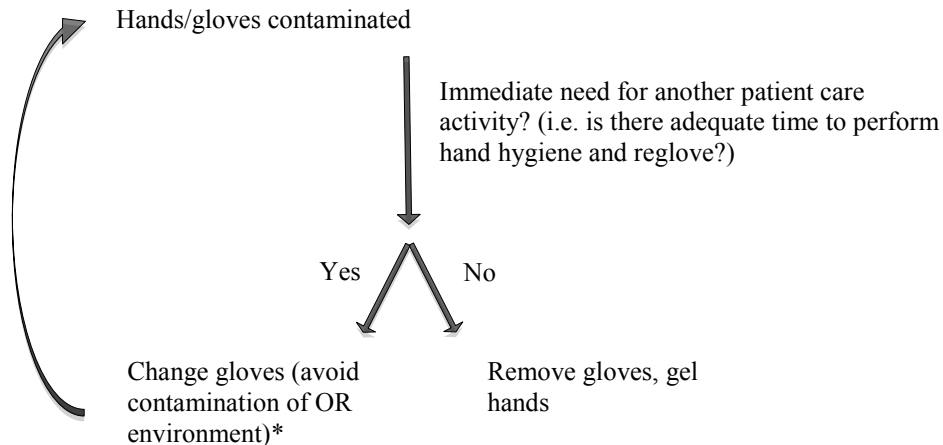 Hands/gloves contaminated
Immediate need for another patient care
activity? (i.e. is there adequate time to perform
hand hygiene and reglove?)
Yes
No
Change gloves (avoid
contamination of OR
environment)*
Remove gloves, gel
hands